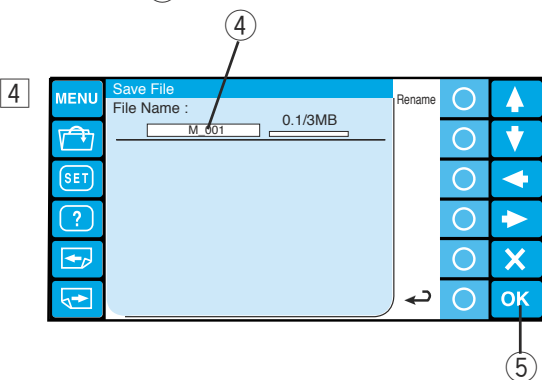 ④
4
MENU
Save File
File Name :
Rename
M_001
0.1/3MB
SET
?
OK
⑤